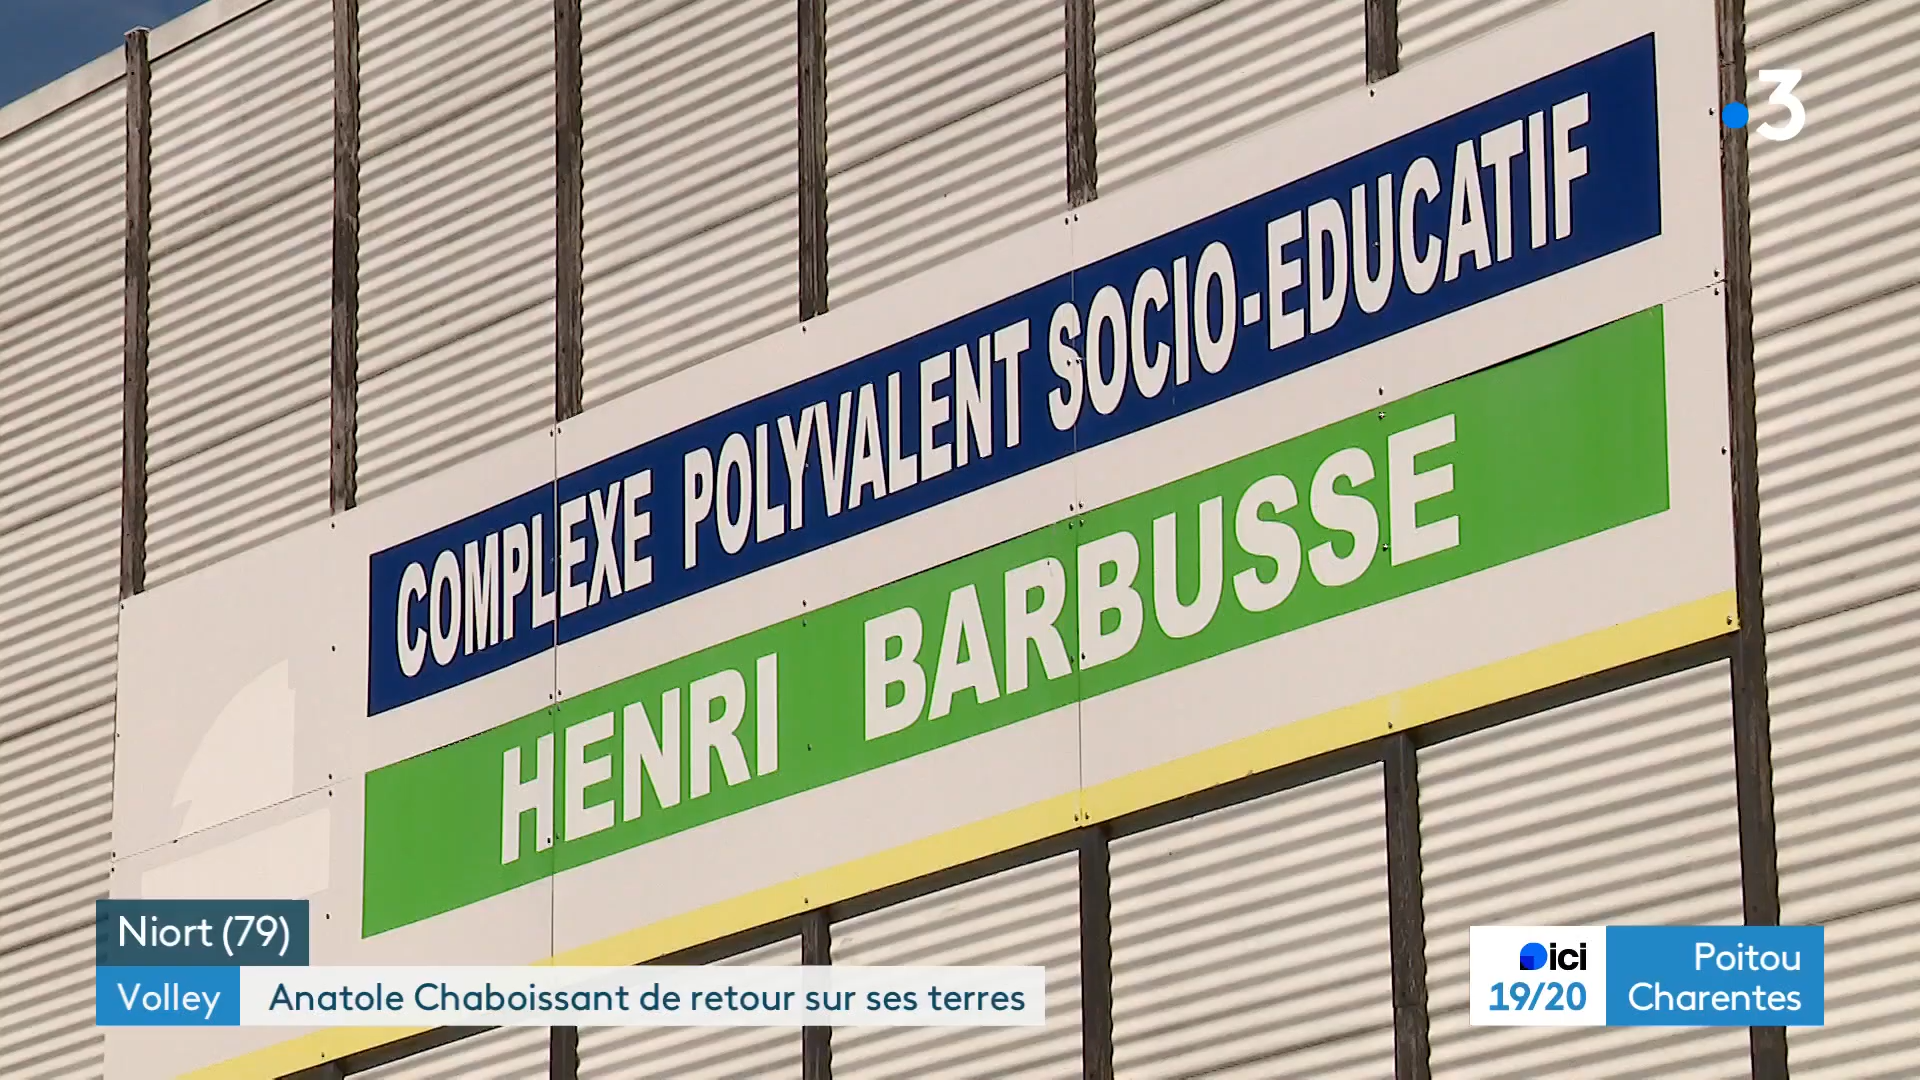 3
COMPLEXE POLYVALENT SOCIO-EDUCATIF
HENRI BARBUSSE
Niort (79)
Volley
Anatole Chaboissant de retour sur ses terres
ici
19/20
Poitou
Charentes